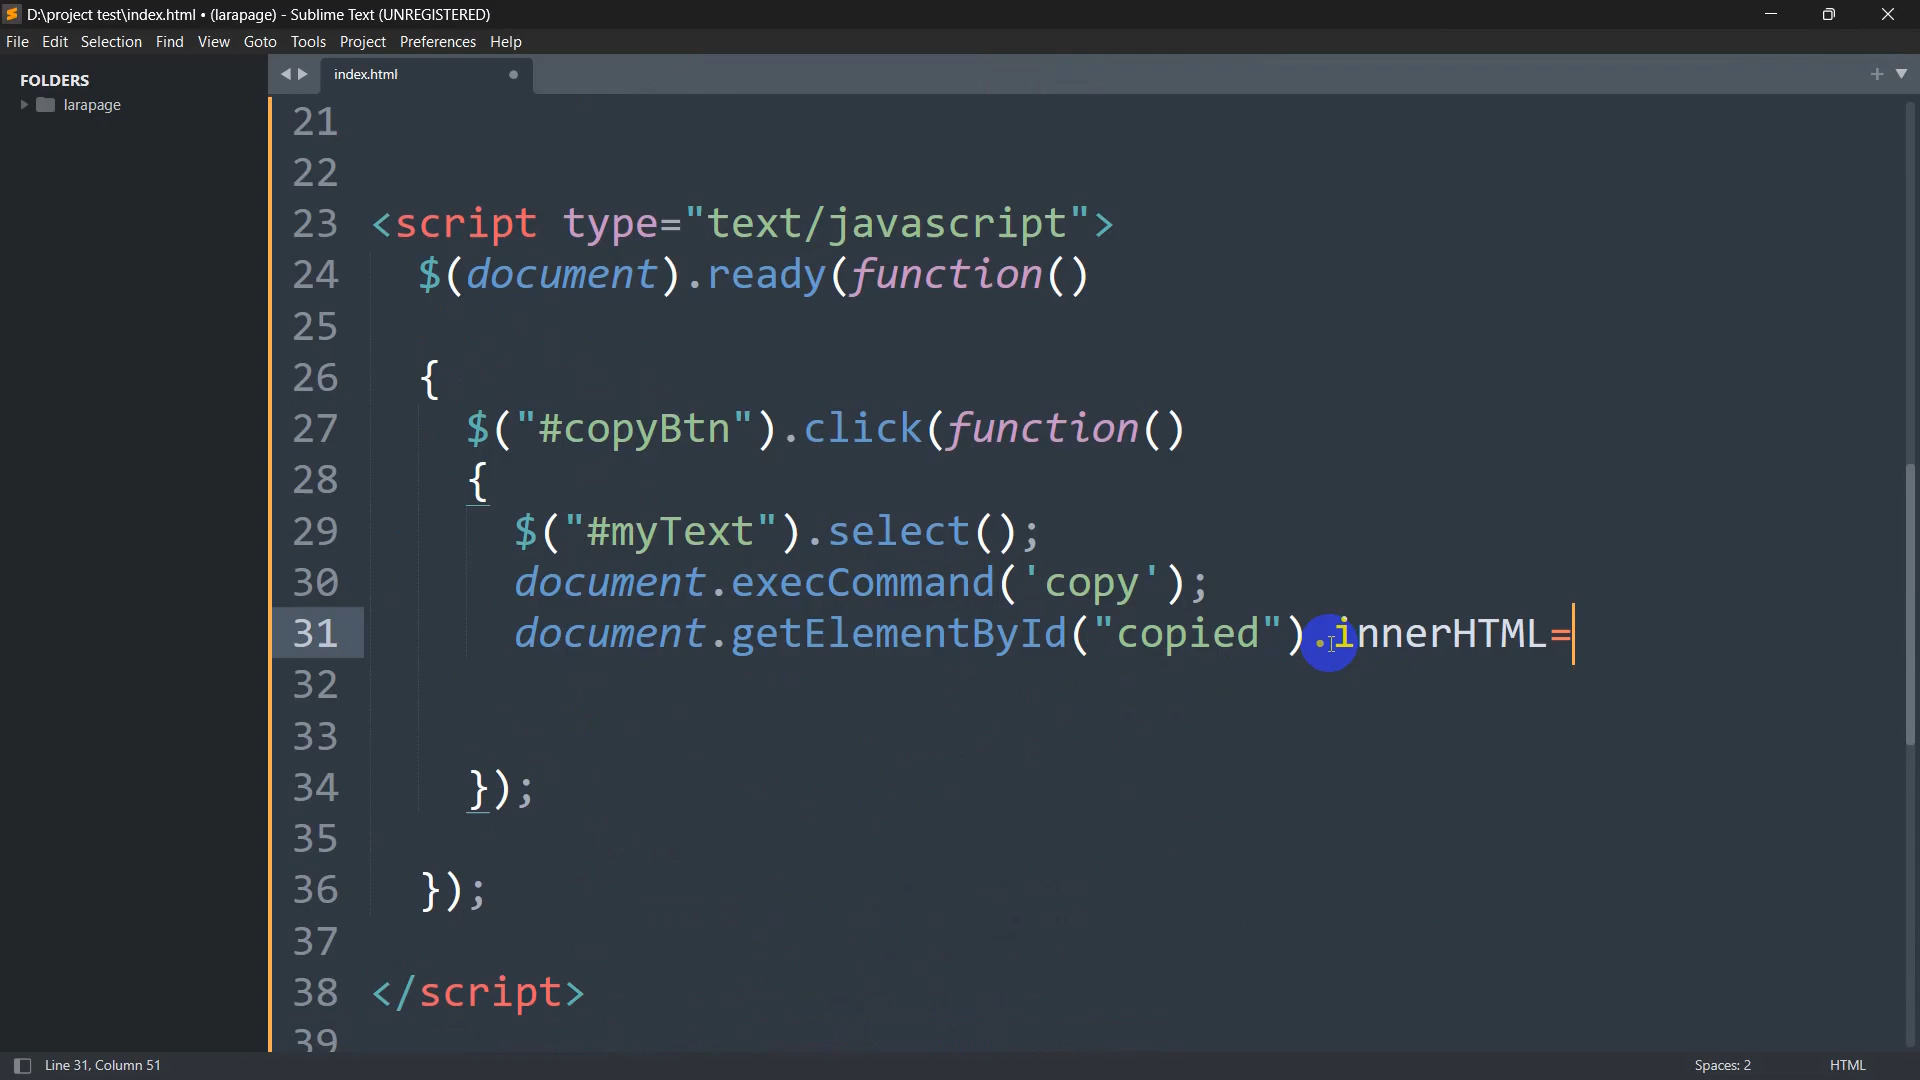 D:\project test\index.html • (larapage) - Sublime Text (UNREGISTERED)
File Edit Selection Find View Goto Tools Project Preferences Help
FOLDERS
larapage
index.html
21
22
23 <script type="text/javascript">
24 $(document).ready(function()
25
26 {
27 $("#copyBtn").click(function()
28 {
29 $("#myText").select();
30 document.execCommand('copy');
31 document.getElementById("copied").innerHTML=
32
33
34 });
35
36 });
37
38 </script>
39
Line 31, Column 51
Spaces: 2
HTML